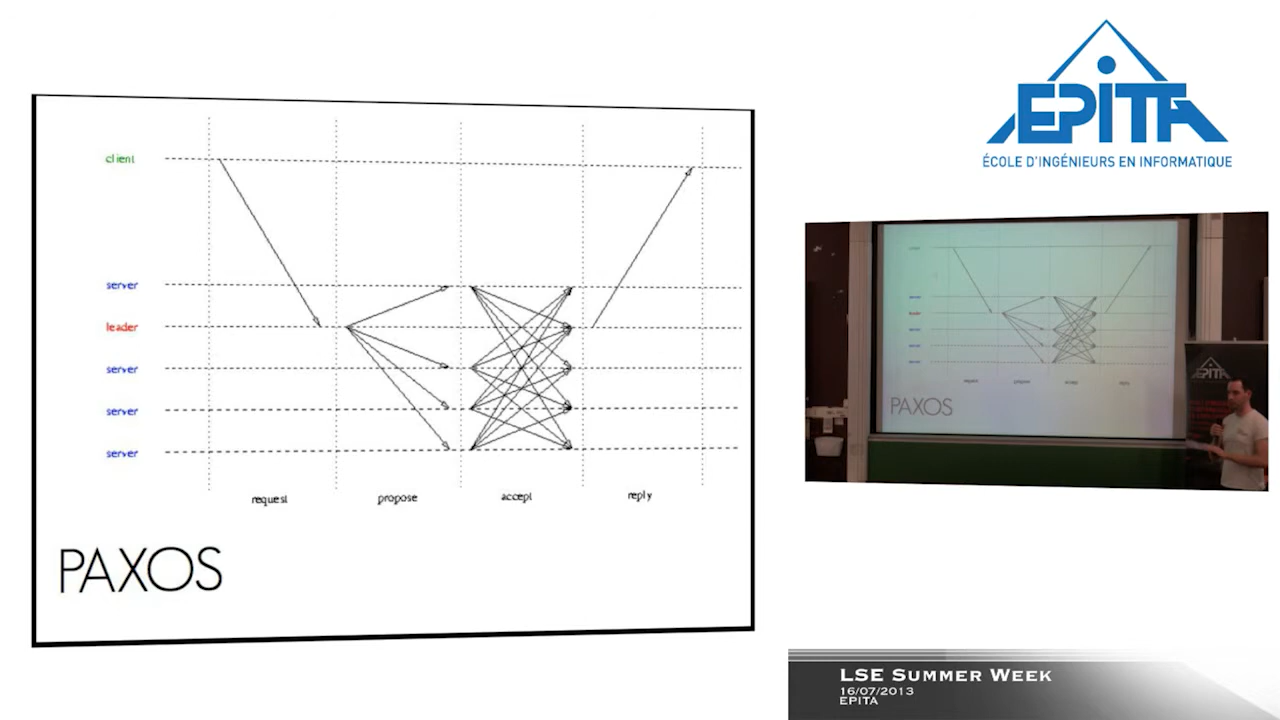 client
server
leader
server
server
server
request propose accept reply
PAXOS
EPITA
ÉCOLE D'INGÉNIEURS EN INFORMATIQUE
PAXOS
EPITA
LSE Summer Week
16/07/2013
EPITA